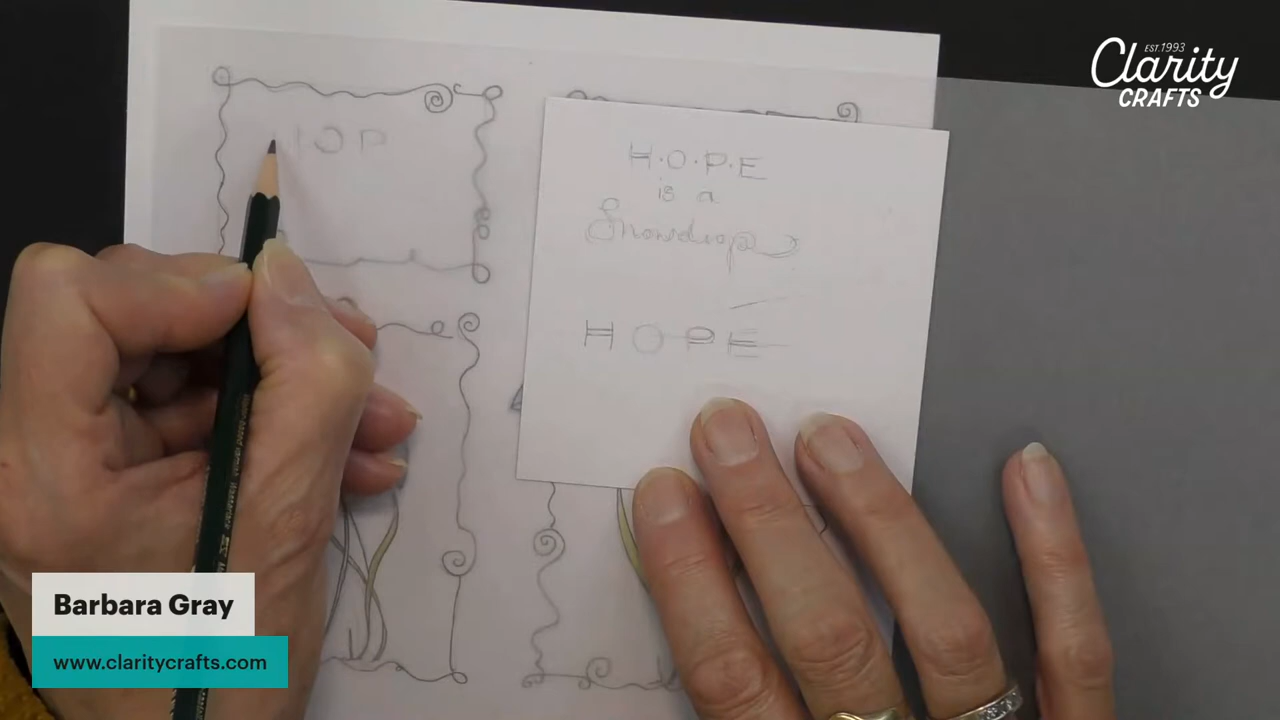 EST. 1993
Clarity
CRAFTS
HOP
H·O·P·E
is a
Snowdrop
HOPE
Barbara Gray
www.claritycrafts.com